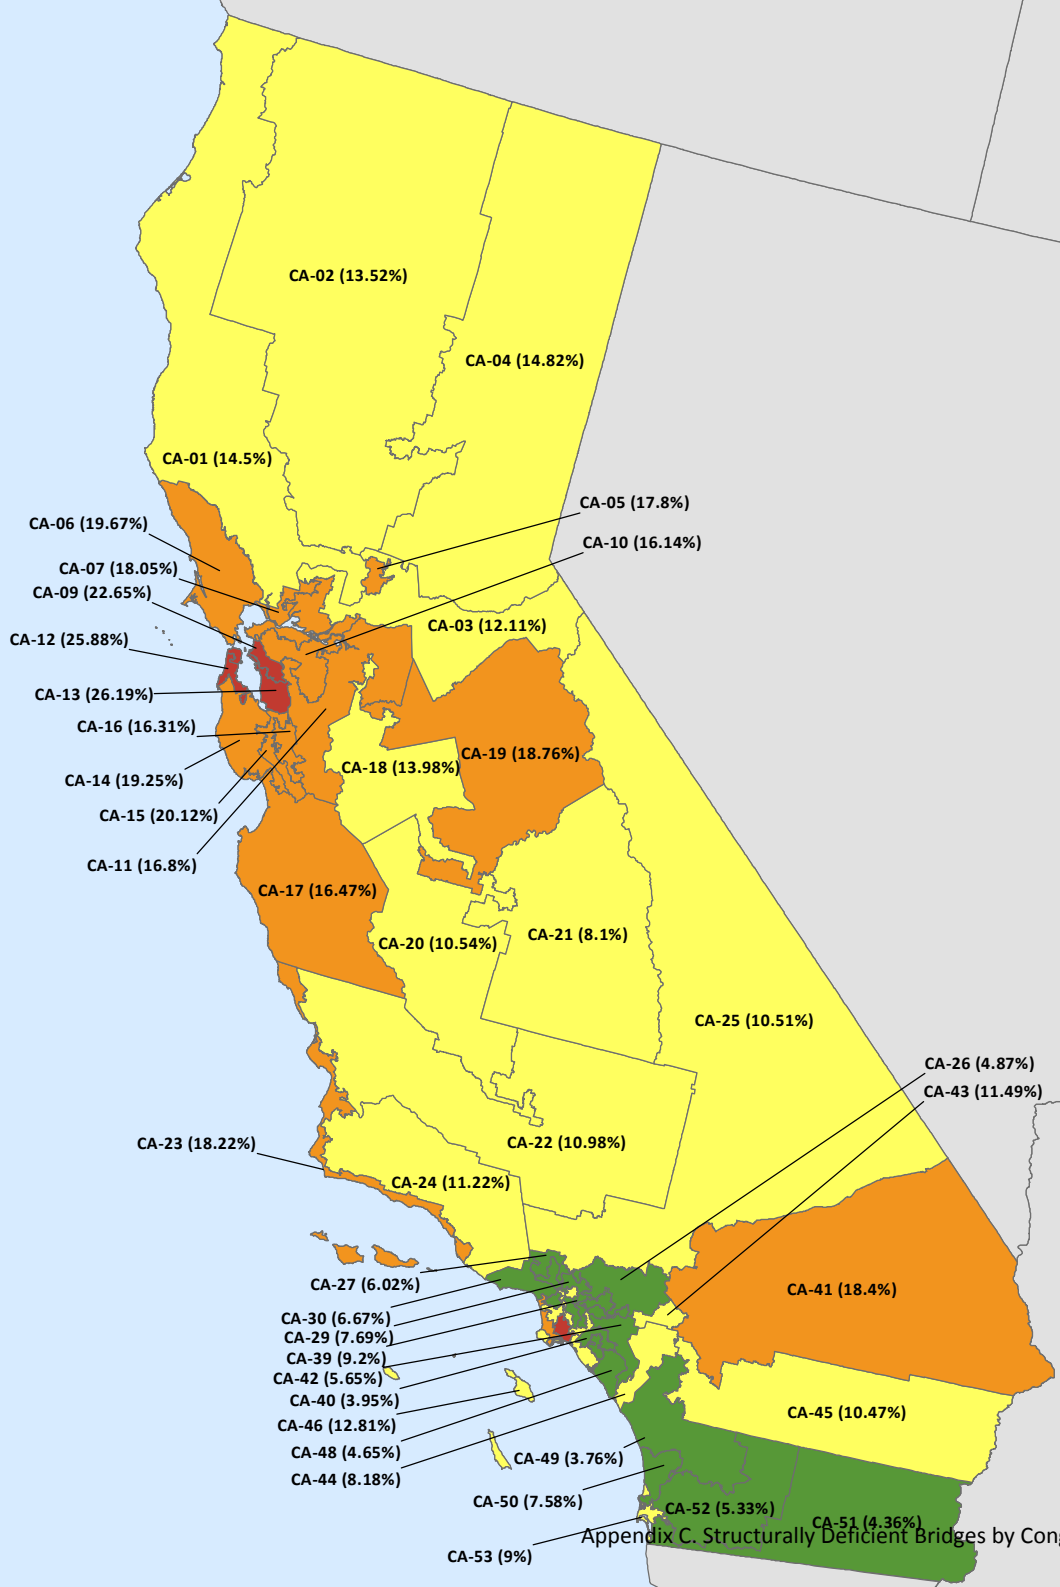 CA-02 (13.52%)
CA-04 (14.82%)
CA-01 (14.5%)
CA-05 (17.8%)
CA-06 (19.67%)
CA-10 (16.14%)
CA-07 (18.05%)
CA-09 (22.65%)
CA-03 (12.11%)
CA-12 (25.88%)
CA-13 (26.19%)
CA-16 (16.31%)
CA-19 (18.76%)
CA-18 (13.98%)
CA-14 (19.25%)
CA-15 (20.12%)
CA-11 (16.8%)
CA-17 (16.47%)
CA-21 (8.1%)
CA-20 (10.54%)
CA-25 (10.51%)
CA-26 (4.87%)
CA-43 (11.49%)
CA-22 (10.98%)
CA-23 (18.22%)
CA-24 (11.22%)
CA-27 (6.02%)
CA-41 (18.4%)
CA-30 (6.67%)
CA-29 (7.69%)
CA-39 (9.2%)
CA-42 (5.65%)
CA-40 (3.95%)
CA-45 (10.47%)
CA-46 (12.81%)
CA-48 (4.65%)
CA-49 (3.76%)
CA-44 (8.18%)
CA-50 (7.58%)
CA-52 (5.33%)
CA-51 (4.36%)
Appendix C. Structurally Deficient Bridges by Cong
CA-53 (9%)